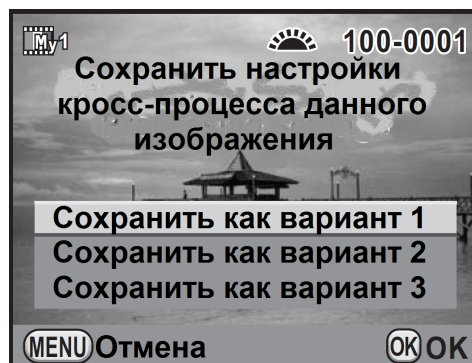 My1 100-0001
Сохранить настройки
кросс-процесса данного
изображения
Сохранить как вариант 1
Сохранить как вариант 2
Сохранить как вариант 3
MENU Отмена OK OK